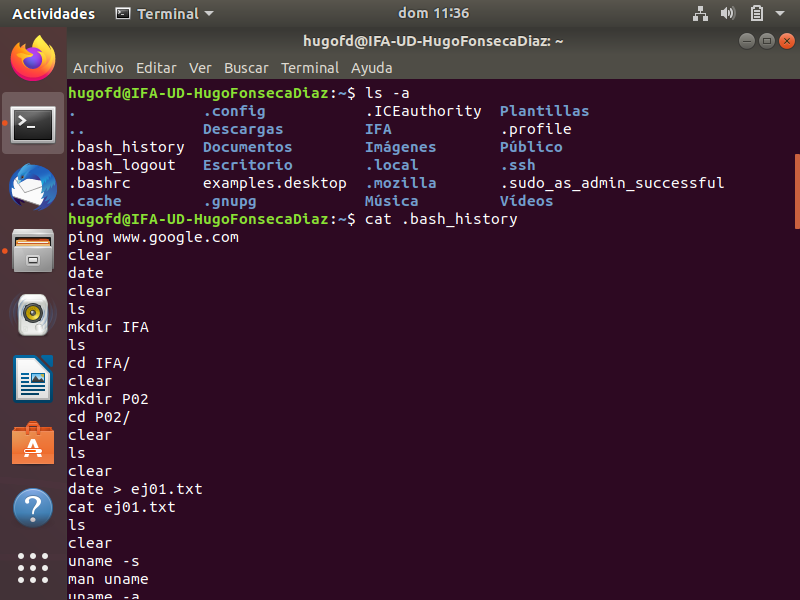 Actividades Terminal dom 11:36
hugofd@IFA-UD-HugoFonsecaDiaz: ~
Archivo Editar Ver Buscar Terminal Ayuda
hugofd@IFA-UD-HugoFonsecaDiaz:~$ ls -a
. .config .ICEauthority Plantillas
.. Descargas IFA .profile
.bash_history Documentos Imágenes Público
.bash_logout Escritorio .local .ssh
.bashrc examples.desktop .mozilla .sudo_as_admin_successful
.cache .gnupg Música Vídeos
hugofd@IFA-UD-HugoFonsecaDiaz:~$ cat .bash_history
ping www.google.com
clear
date
clear
ls
mkdir IFA
ls
cd IFA/
clear
mkdir P02
cd P02/
clear
ls
clear
date > ej01.txt
cat ej01.txt
ls
clear
uname -s
man uname
uname -a